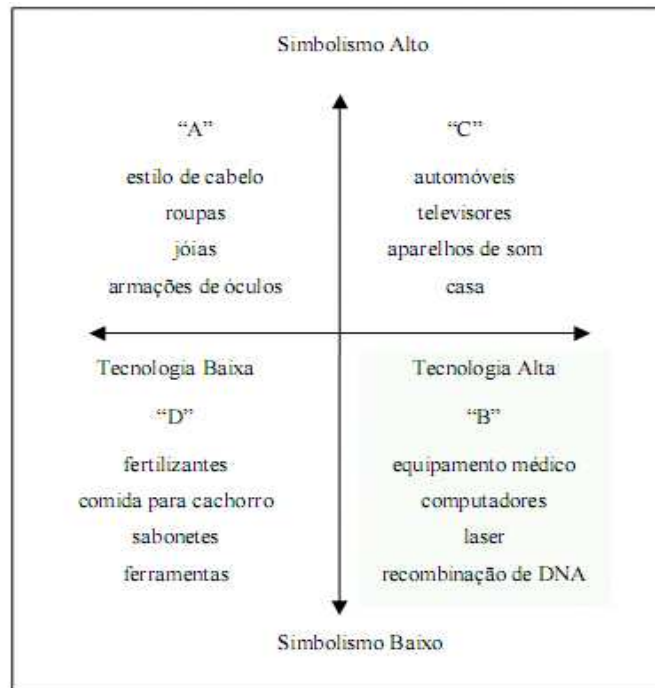 Simbolismo Alto
“A”
estilo de cabelo
roupas
jóias
armações de óculos
“C”
automóveis
televisores
aparelhos de som
casa
Tecnologia Baixa
Tecnologia Alta
“D”
fertilizantes
comida para cachorro
sabonetes
ferramentas
“B”
equipamento médico
computadores
laser
recombinação de DNA
Simbolismo Baixo